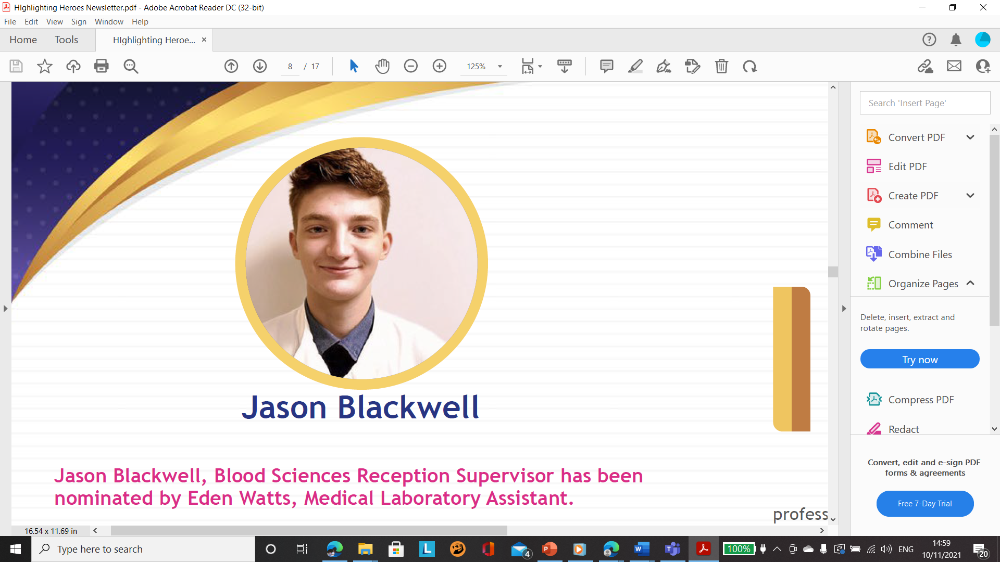 HIghlighting Heroes Newsletter.pdf - Adobe Acrobat Reader DC (32-bit)
File Edit View Sign Window Help
Home Tools HIghlighting Heroe... ×
8 / 17 125%
Search 'Insert Page'
Convert PDF
Edit PDF
Create PDF
Comment
Combine Files
Organize Pages
Delete, insert, extract and
rotate pages.
Try now
Compress PDF
Redact
Convert, edit and e-sign PDF
forms & agreements
Free 7-Day Trial
Jason Blackwell
Jason Blackwell, Blood Sciences Reception Supervisor has been
nominated by Eden Watts, Medical Laboratory Assistant.
profess
16.54 x 11.69 in
Type here to search
L
4
P
W
T
100%
ENG
14:59
10/11/2021
20